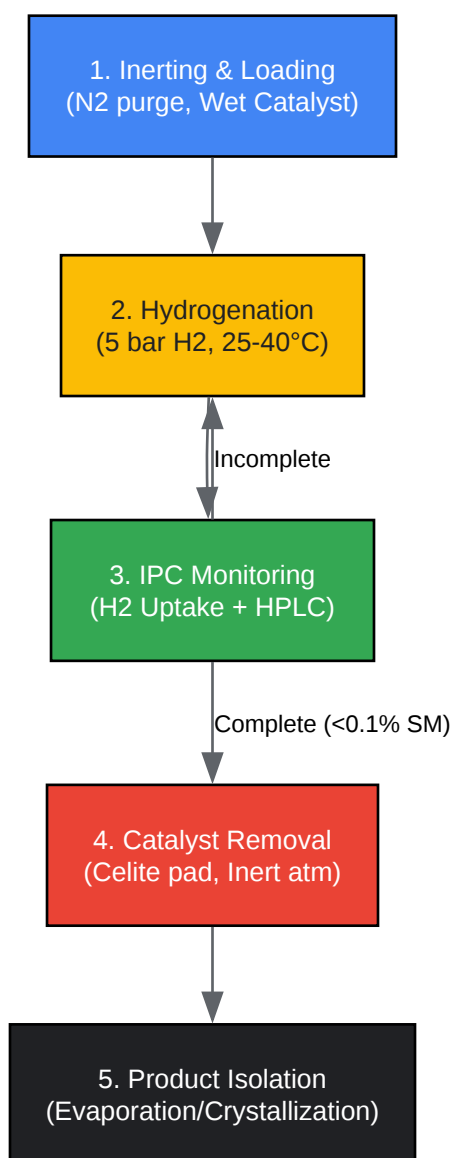 1. Inerting & Loading
(N2 purge, Wet Catalyst)
2. Hydrogenation
(5 bar H2, 25-40°C)
Incomplete
3. IPC Monitoring
(H2 Uptake + HPLC)
Complete (<0.1% SM)
4. Catalyst Removal
(Celite pad, Inert atm)
5. Product Isolation
(Evaporation/Crystallization)